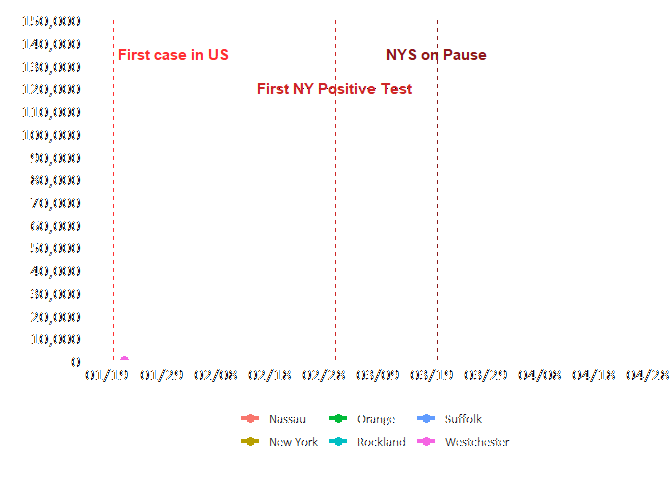 150,000
140,000
First case in US
NYS on Pause
130,000
120,000
First NY Positive Test
110,000
100,000
90,000
80,000
70,000
60,000
50,000
40,000
30,000
20,000
10,000
0
01/19 01/29 02/08 02/18 02/28 03/09 03/19 03/29 04/08 04/18 04/28
Nassau Orange Suffolk
New York Rockland Westchester